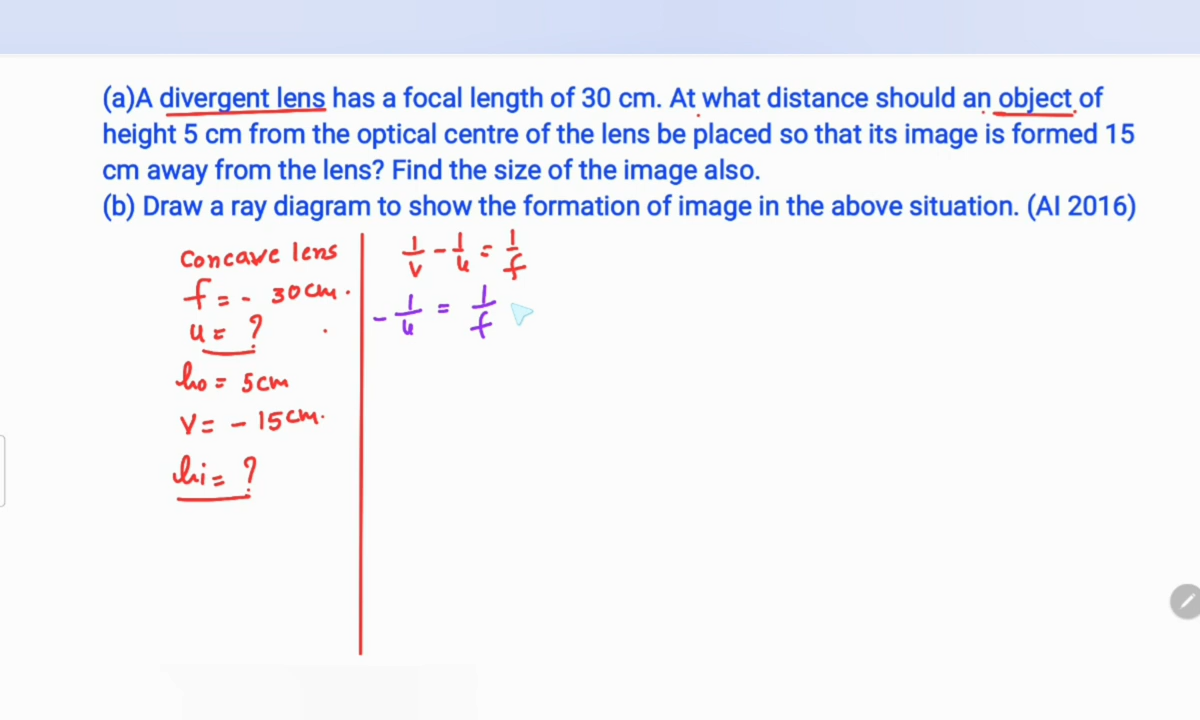 (a)A divergent lens has a focal length of 30 cm. At what distance should an object of
height 5 cm from the optical centre of the lens be placed so that its image is formed 15
cm away from the lens? Find the size of the image also.
(b) Draw a ray diagram to show the formation of image in the above situation. (AI 2016)
Concave lens
f = - 30cm.
u = ?
ho = 5cm
V = - 15cm.
hi = ?
1/v - 1/u = 1/f
- 1/u = 1/f